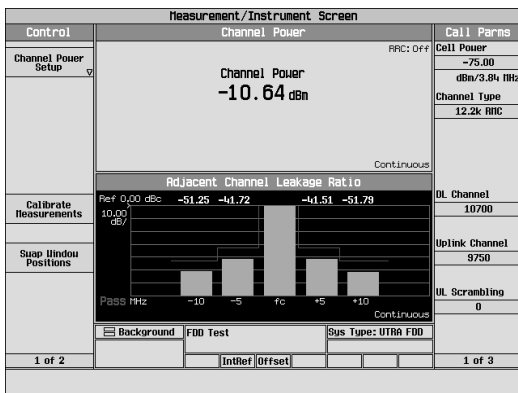 Measurement/Instrument Screen
Control
Channel Power
Call Parms
Channel Power
Setup
RRC: Off
Channel Power
-10.64 dBm
Continuous
Cell Power
-75.00
dBm/3.84 MHz
Channel Type
12.2k RMC
Adjacent Channel Leakage Ratio
Calibrate
Measurements
Swap Window
Positions
Ref 0.00 dBc
-51.25 -41.72 -41.51 -51.79
10.00
dB/
Pass MHz -10 -5 fc +5 +10
Continuous
DL Channel
10700
Uplink Channel
9750
UL Scrambling
0
Background
FDD Test
Sys Type: UTRA FDD
1 of 2
IntRef Offset
1 of 3